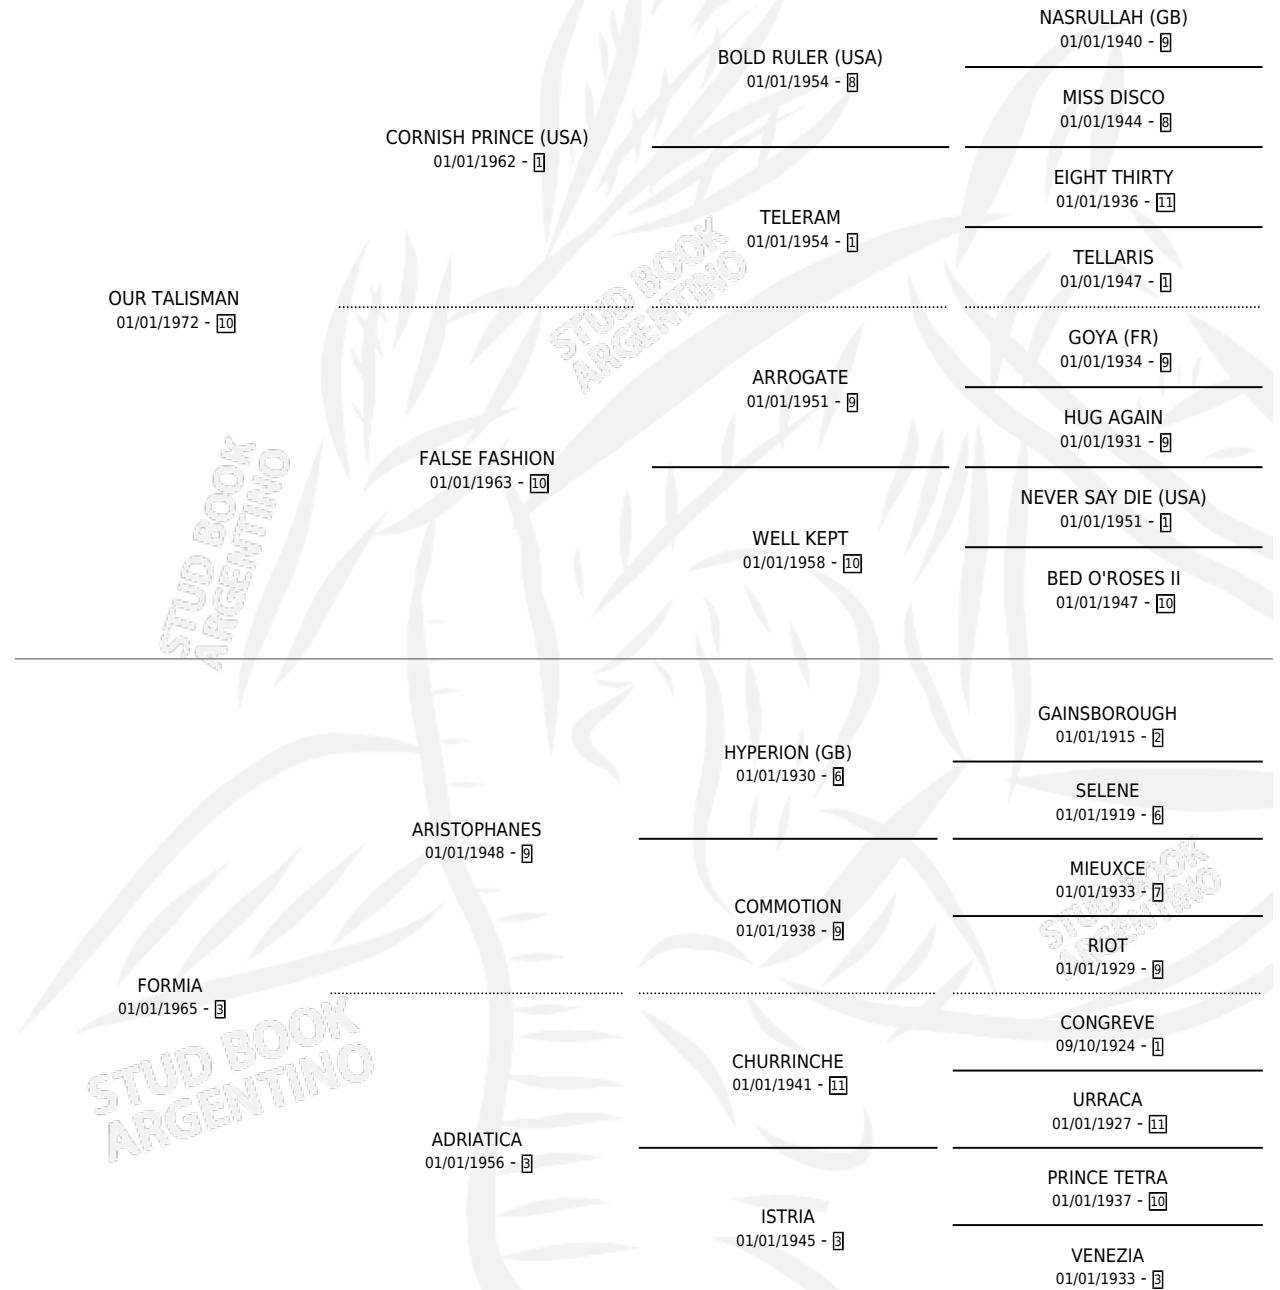 NASRULLAH (GB)
01/01/1940 - 9
BOLD RULER (USA)
01/01/1954 - 8
MISS DISCO
01/01/1944 - 8
CORNISH PRINCE (USA)
01/01/1962 - 1
EIGHT THIRTY
01/01/1936 - 11
TELERAM
01/01/1954 - 1
TELLARIS
01/01/1947 - 1
OUR TALISMAN
01/01/1972 - 10
GOYA (FR)
01/01/1934 - 9
ARROGATE
01/01/1951 - 9
HUG AGAIN
01/01/1931 - 9
FALSE FASHION
01/01/1963 - 10
NEVER SAY DIE (USA)
01/01/1951 - 1
WELL KEPT
01/01/1958 - 10
BED O'ROSES II
01/01/1947 - 10
GAINSBOROUGH
01/01/1915 - 2
HYPERION (GB)
01/01/1930 - 6
SELENE
01/01/1919 - 6
ARISTOPHANES
01/01/1948 - 9
MIEUXCE
01/01/1933 - 7
COMMOTION
01/01/1938 - 9
RIOT
01/01/1929 - 9
FORMIA
01/01/1965 - 3
CONGREVE
09/10/1924 - 1
CHURRINCHE
01/01/1941 - 11
URRACA
01/01/1927 - 11
ADRIATICA
01/01/1956 - 3
PRINCE TETRA
01/01/1937 - 10
ISTRIA
01/01/1945 - 3
VENEZIA
01/01/1933 - 3
STUD BOOK
ARGENTINO
STUD BOOK
ARGENTINO
STUD BOOK
ARGENTINO
STUD BOOK
ARGENTINO